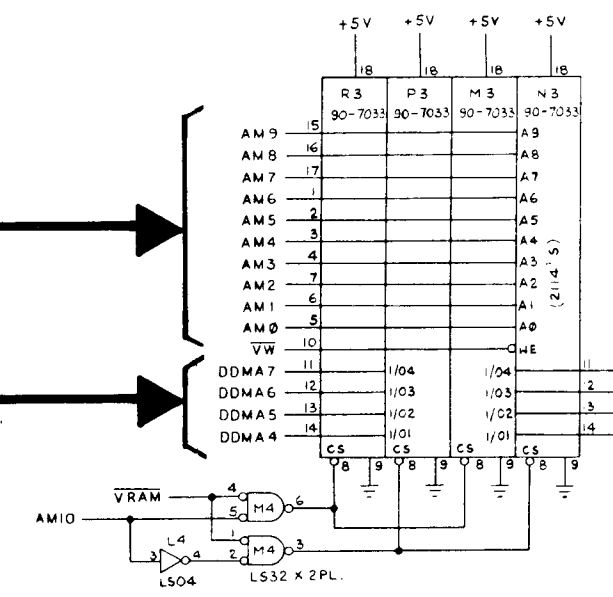 +5V +5V +5V +5V
18 18 18 18
R3 P3 M3 N3
90-7033 90-7033 90-7033 90-7033
AM9 15 A9
AM8 16 A8
AM7 17 A7
AM6 1 A6
AM5 2 A5
AM4 3 A4
AM3 4 A3
AM2 7 A2
AM1 6 A1
AMØ 5 AØ
(2114'S)
VW 10 WE
DDMA7 11 I/O4 I/O4 11
DDMA6 12 I/O3 I/O3 2
DDMA5 13 I/O2 I/O2 3
DDMA4 14 I/O1 I/O1 14
CS CS CS CS
8 9 8 9 8 9 8 9
VRAM 4 M4 6
AM10 5
L4 1 M4 3
3 4 2
LS04 LS32 X 2PL.